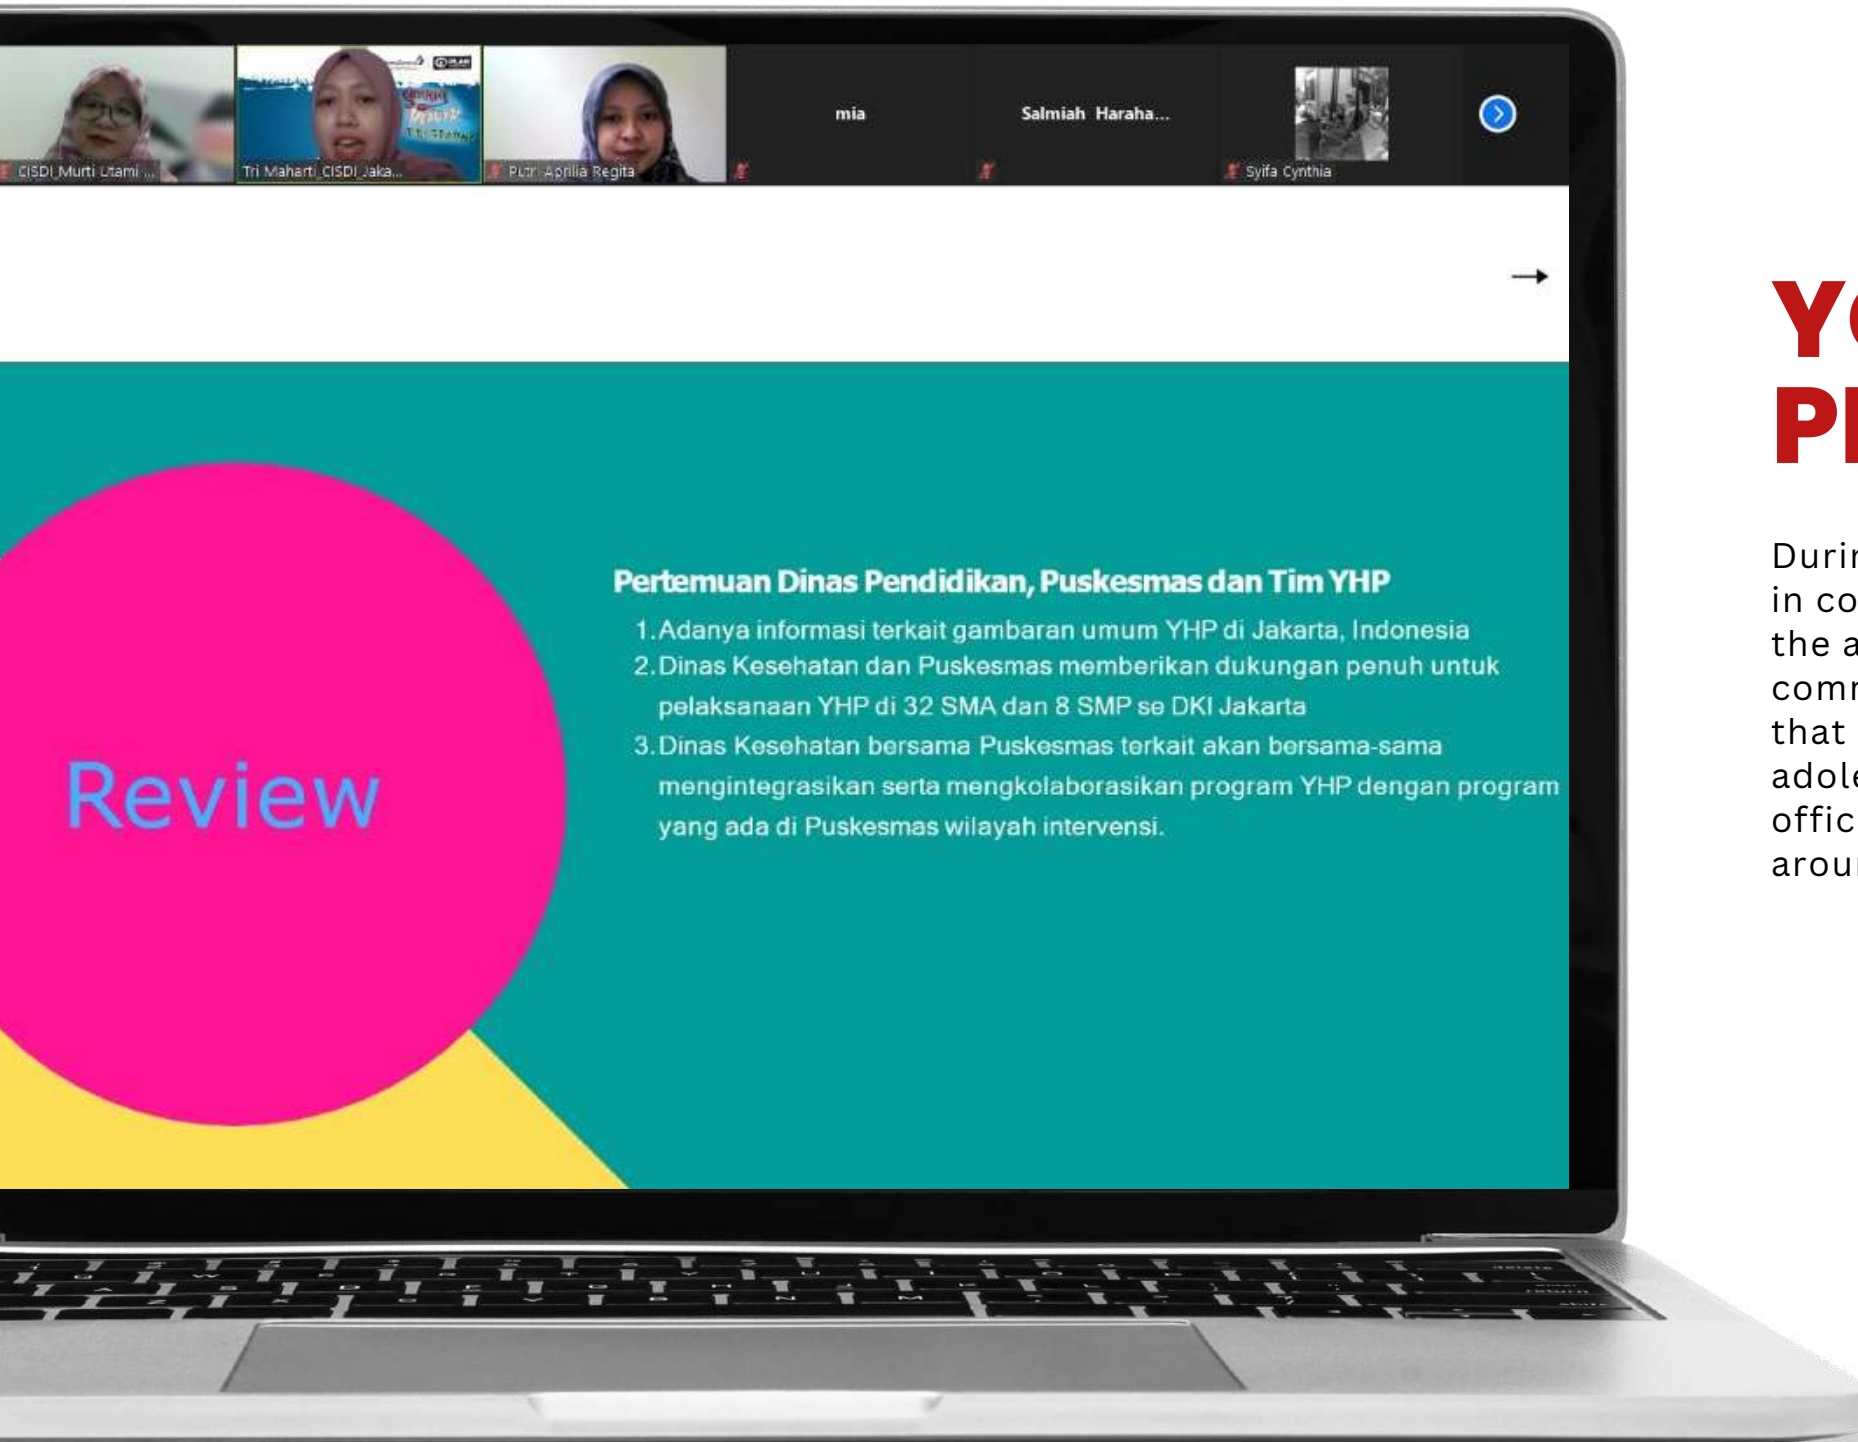 CISDI_Murti Utami ...
Tri Maharti_CISDI_Jaka...
Putri Aprilia Regita
mia
Salmiah Haraha...
Syifa Cynthia
Review
Pertemuan Dinas Pendidikan, Puskesmas dan Tim YHP
1. Adanya informasi terkait gambaran umum YHP di Jakarta, Indonesia
2. Dinas Kesehatan dan Puskesmas memberikan dukungan penuh untuk
pelaksanaan YHP di 32 SMA dan 8 SMP se DKI Jakarta
3. Dinas Kesehatan bersama Puskesmas terkait akan bersama-sama
mengintegrasikan serta mengkolaborasikan program YHP dengan program
yang ada di Puskesmas wilayah intervensi.
in
the
that